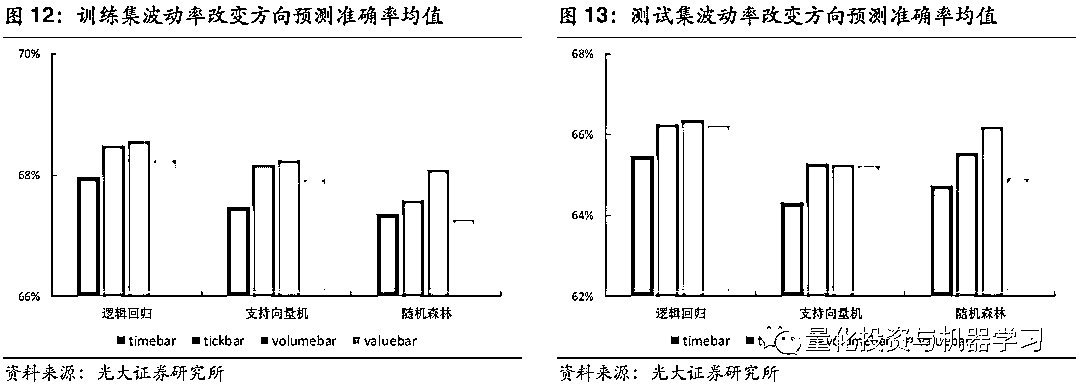 图 12：训练集波动率改变方向预测准确率均值
70%
68%
66%
逻辑回归 支持向量机 随机森林
timebar tickbar volumebar valuebar
资料来源：光大证券研究所
图 13：测试集波动率改变方向预测准确率均值
68%
66%
64%
62%
逻辑回归 支持向量机 随机森林
timebar volumebar valuebar
量化投资与机器学习
资料来源：光大证券研究所